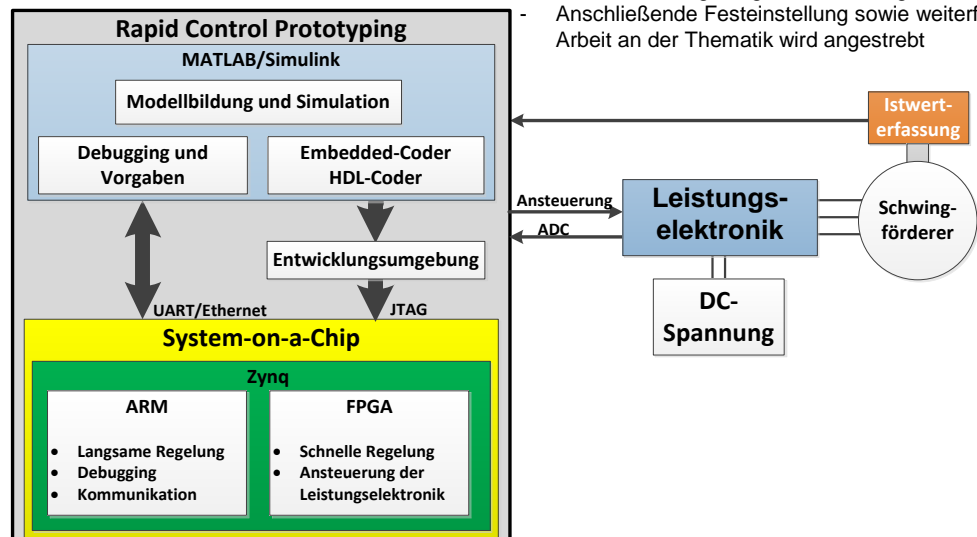 - Anschließende Festeinstellung sowie
Arbeit an der Thematik wird angestrebt
Rapid Control Prototyping
MATLAB/Simulink
Modellbildung und Simulation
Debugging und
Vorgaben
Embedded-Coder
HDL-Coder
Entwicklungsumgebung
UART/Ethernet
JTAG
System-on-a-Chip
Zynq
ARM
• Langsame Regelung
• Debugging
• Kommunikation
FPGA
• Schnelle Regelung
• Ansteuerung der
Leistungselektronik
Ansteuerung
ADC
Leistungs-
elektronik
DC-
Spannung
Istwert-
erfassung
Schwing-
förderer